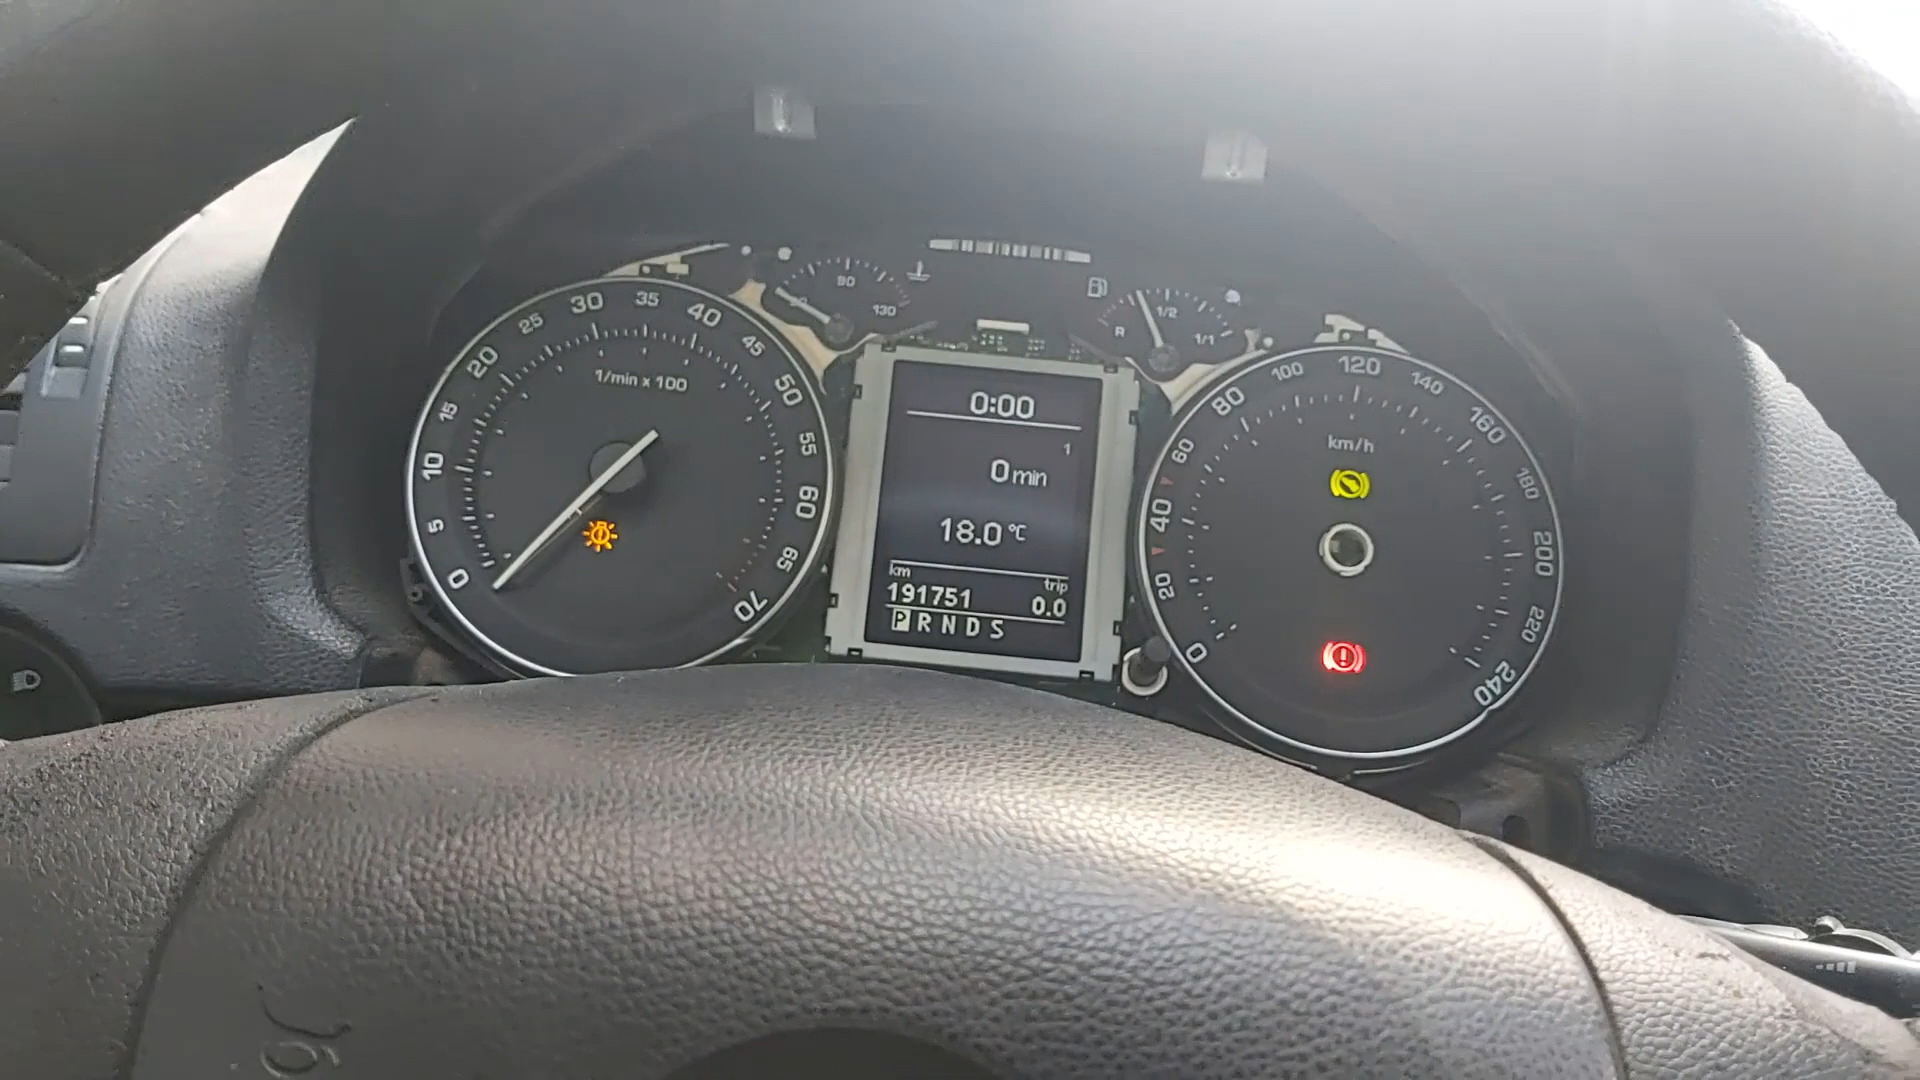 0 5 10 15 20 25 30 35 40 45 50 55 60 65 70
1/min x 100
90 130
R 1/2 1/1
0:00
1
0 min
18.0 °C
km trip
191751 0.0
P R N D S
0 20 40 60 80 100 120 140 160 180 200 220 240
km/h